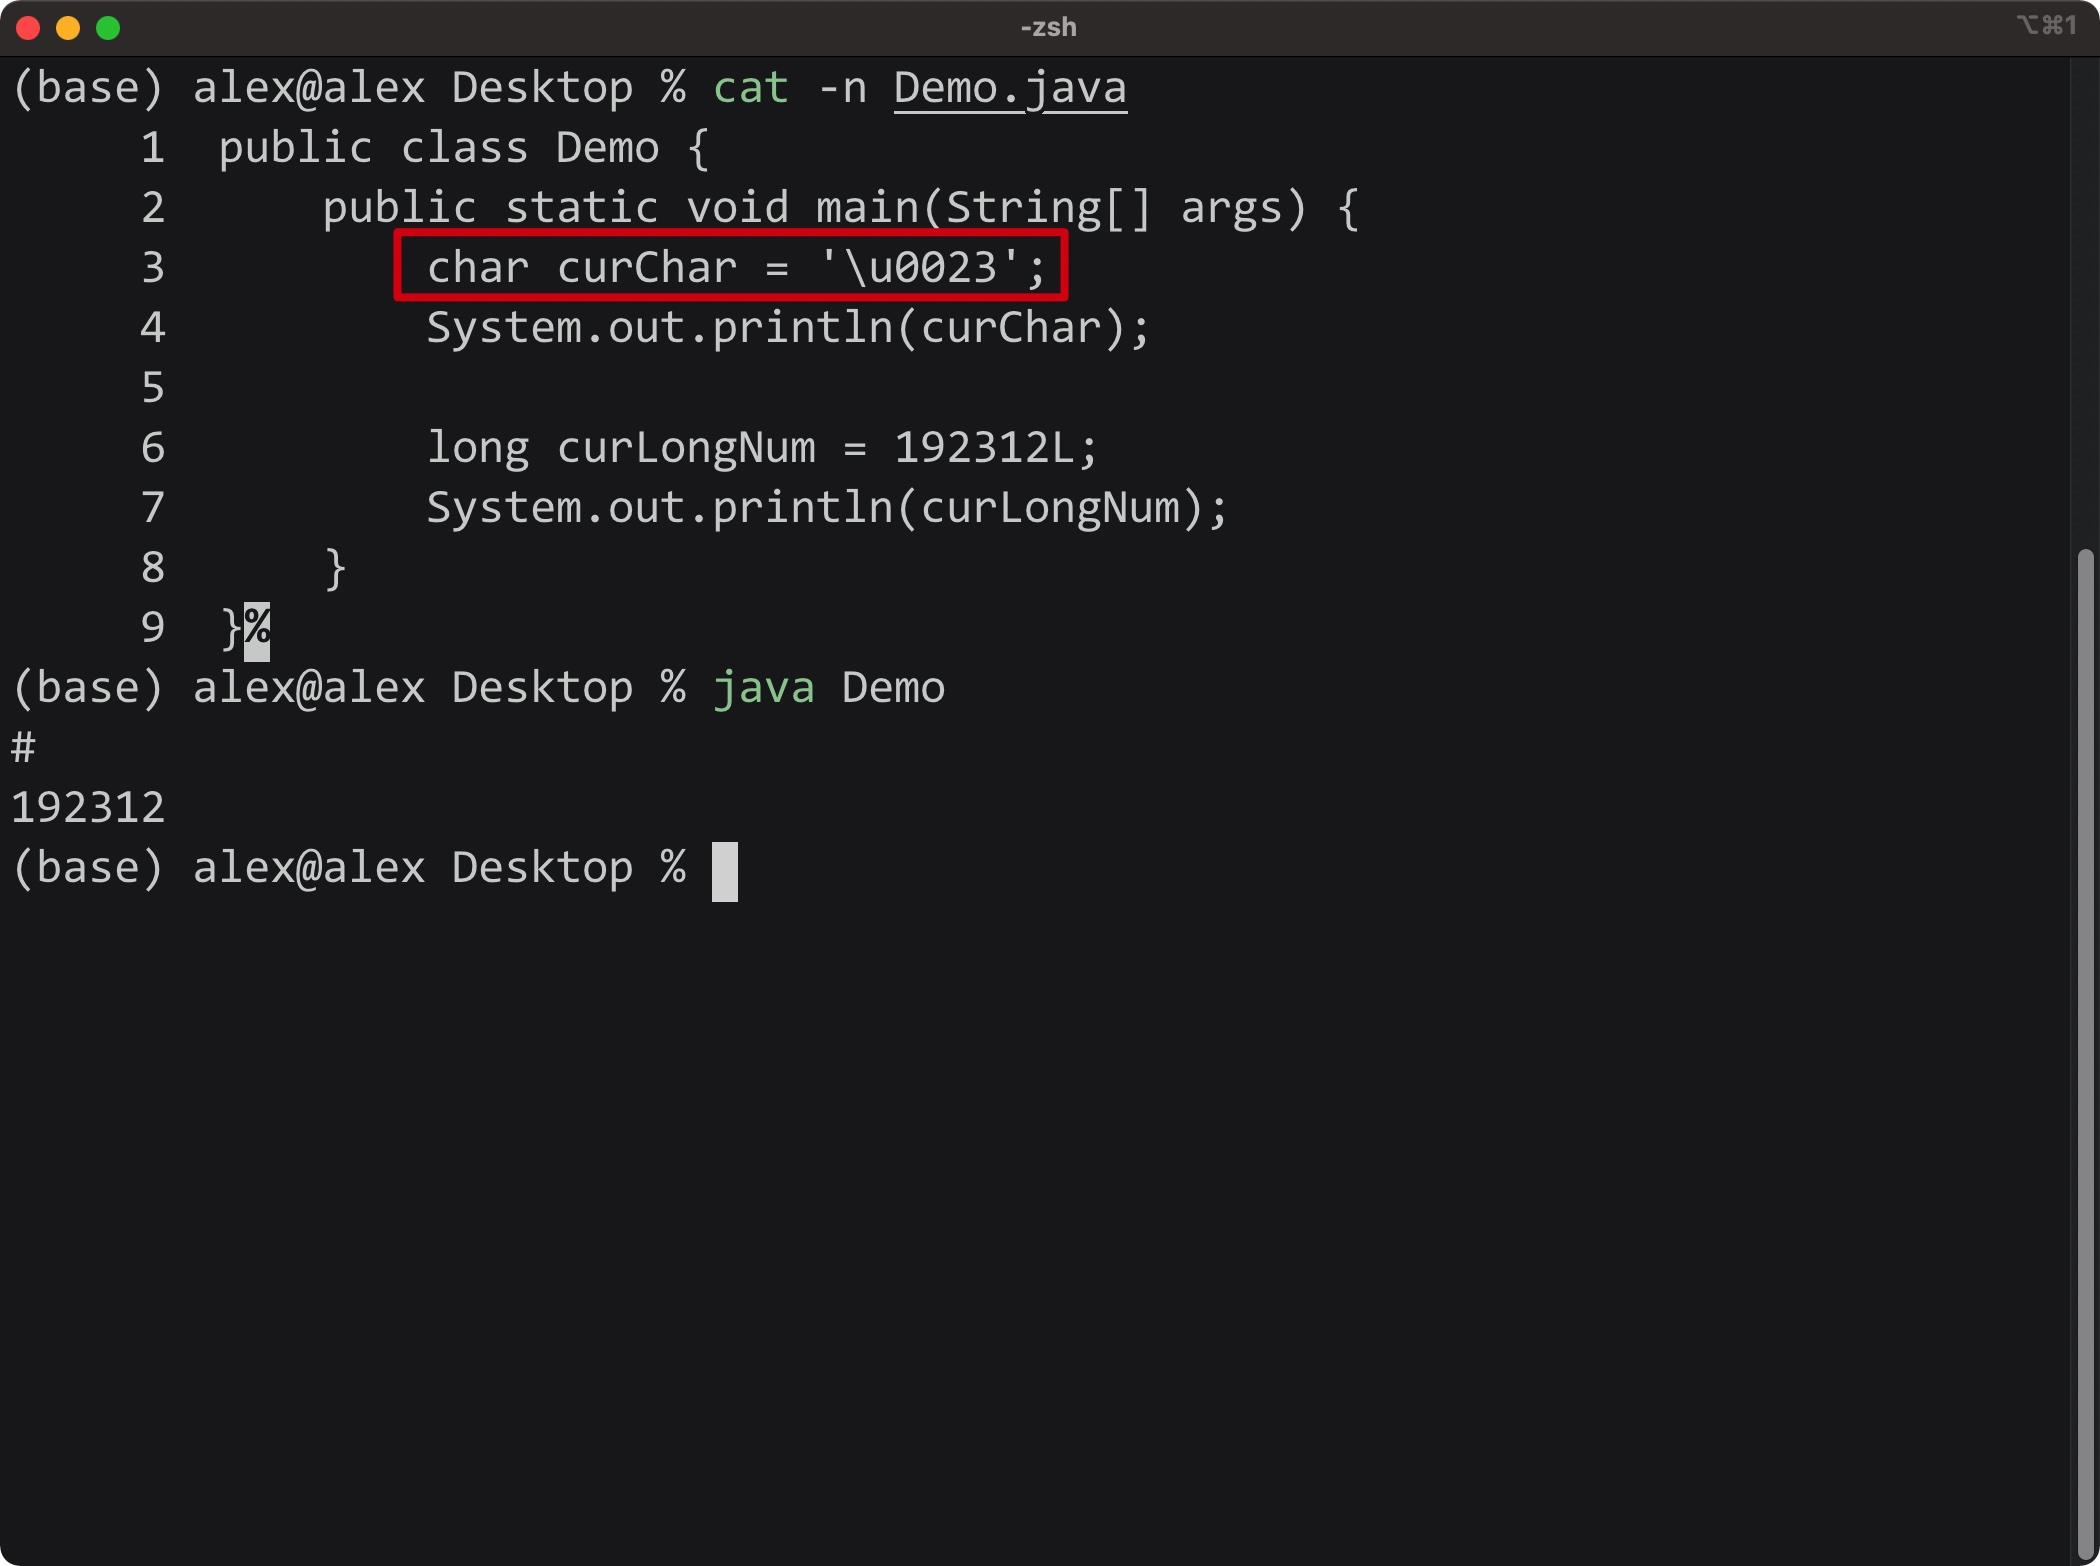 -zsh ⌥⌘1
(base) alex@alex Desktop % cat -n Demo.java
     1  public class Demo {
     2      public static void main(String[] args) {
     3          char curChar = '\u0023';
     4          System.out.println(curChar);
     5
     6          long curLongNum = 192312L;
     7          System.out.println(curLongNum);
     8      }
     9  }%
(base) alex@alex Desktop % java Demo
#
192312
(base) alex@alex Desktop %